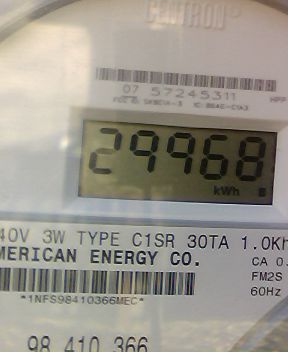 CENTRON®
07 57245311
HPP
29968
kWh B
40V 3W TYPE C1SR 30TA 1.0Kh
MERICAN ENERGY CO.
CA 0.
FM2S
*1NFS98410366MEC*
60Hz
98 410 366